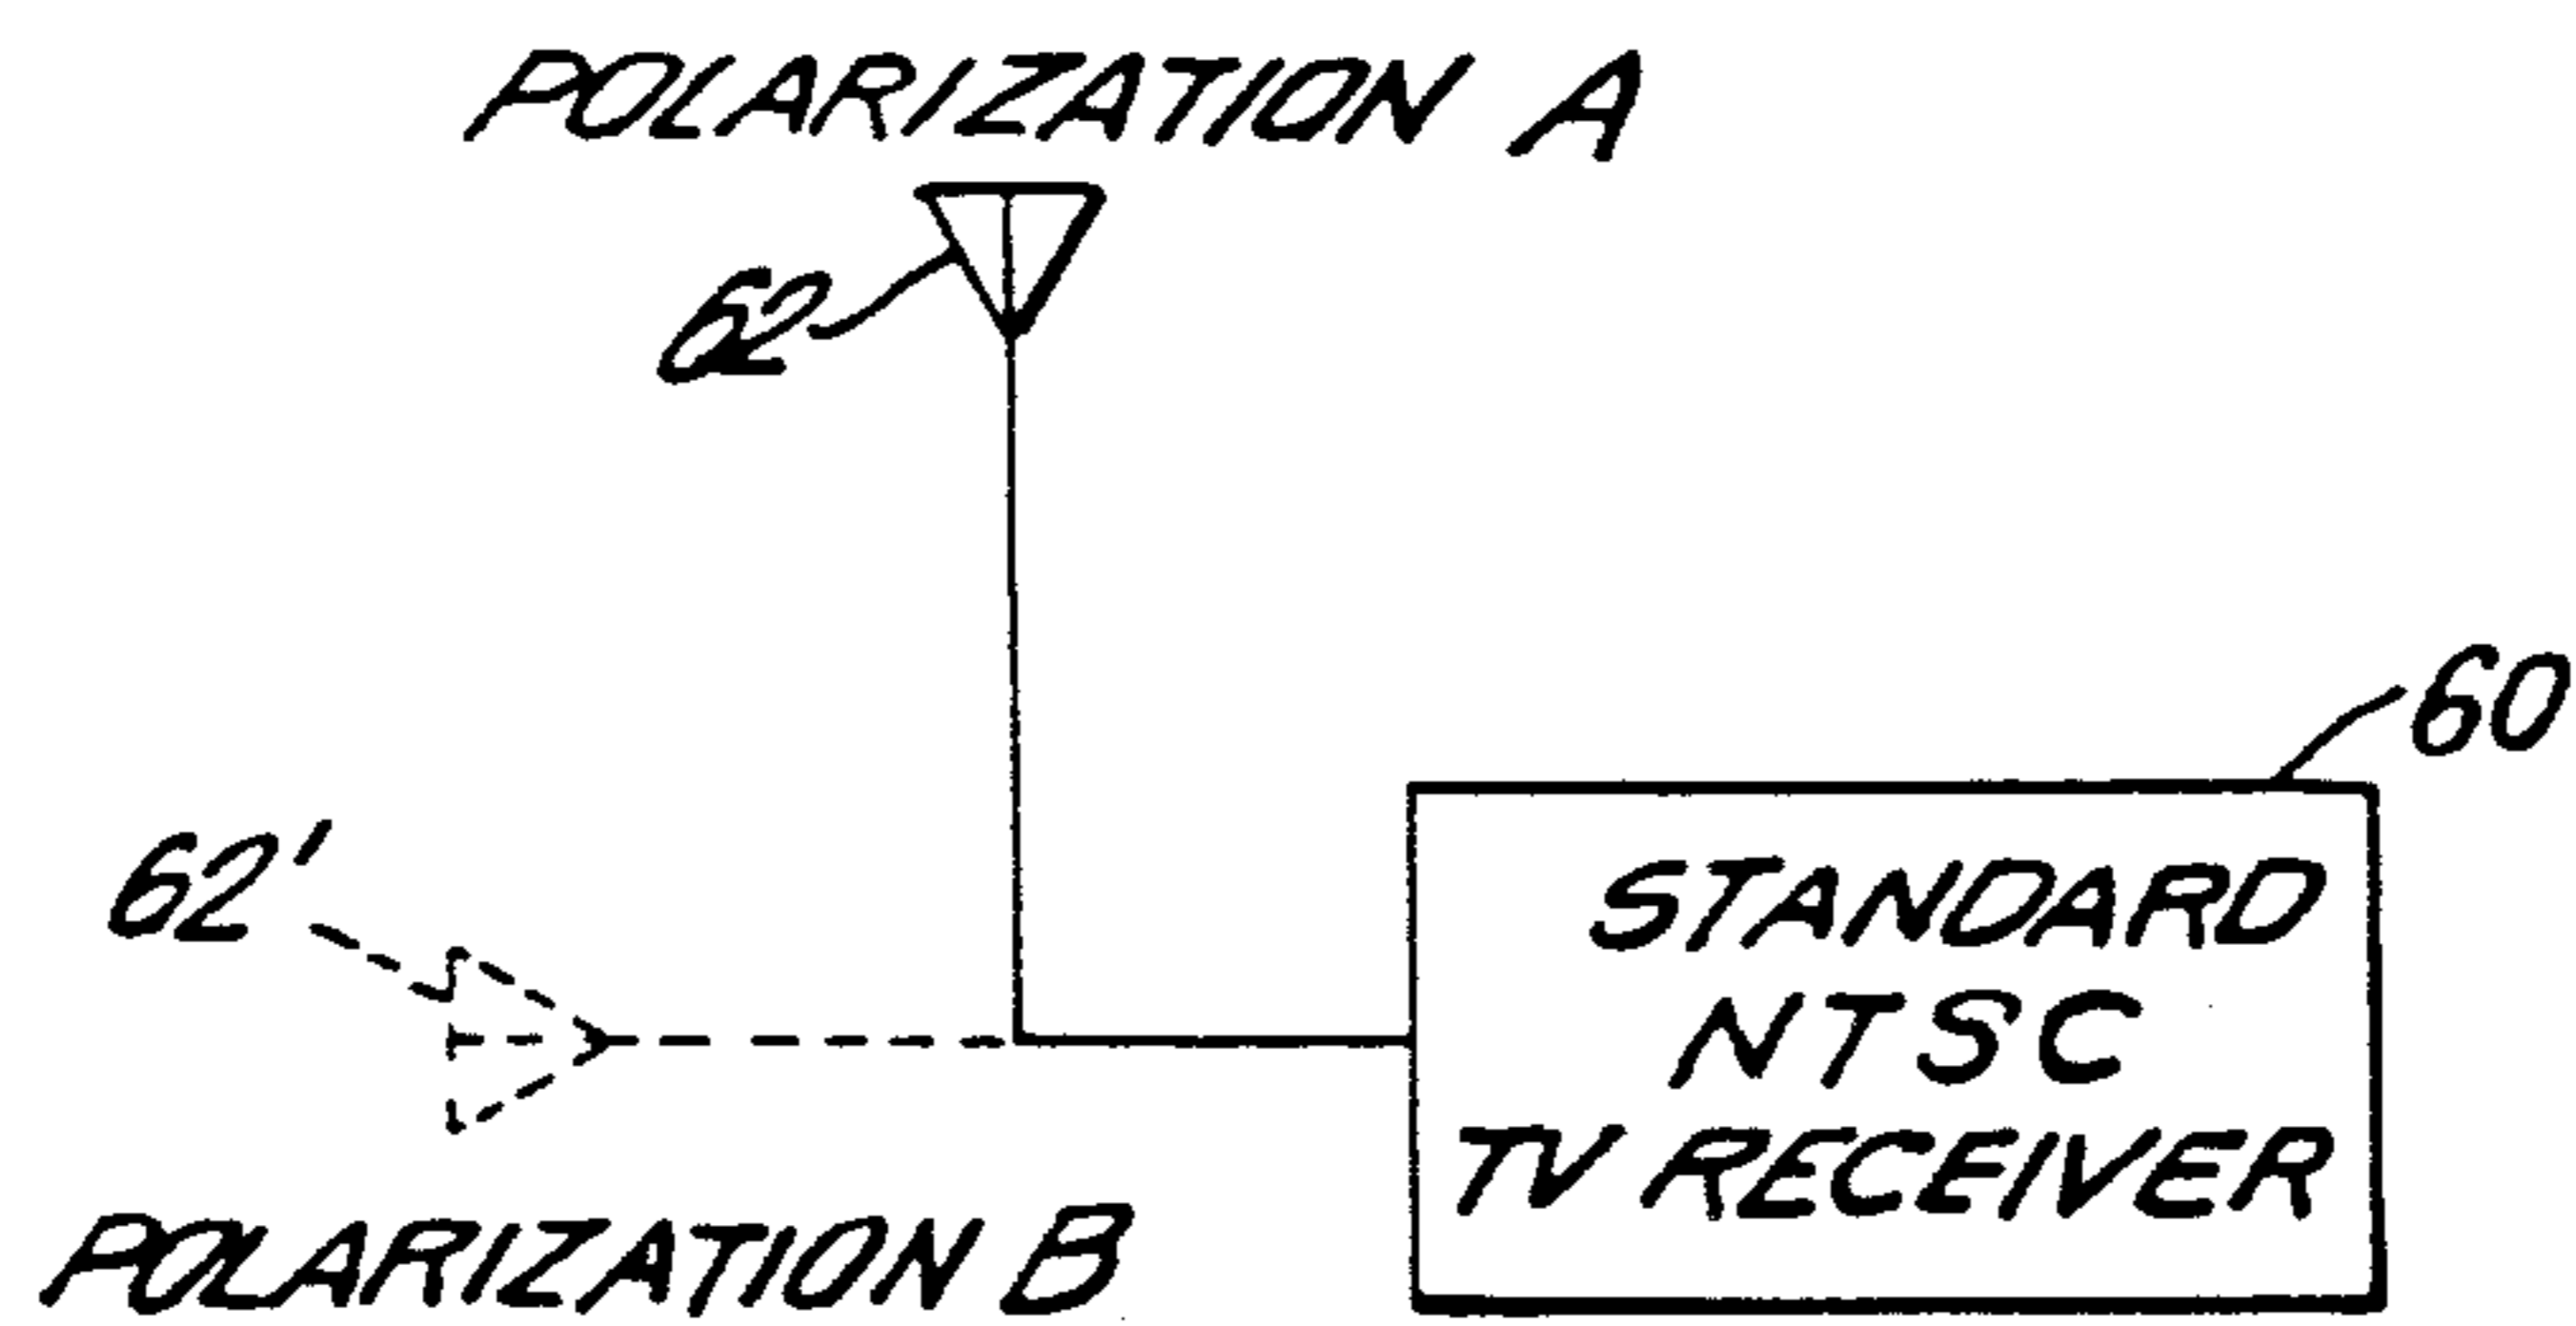 POLARIZATION A
62
60
62'
STANDARD
NTSC
TV RECEIVER
POLARIZATION B